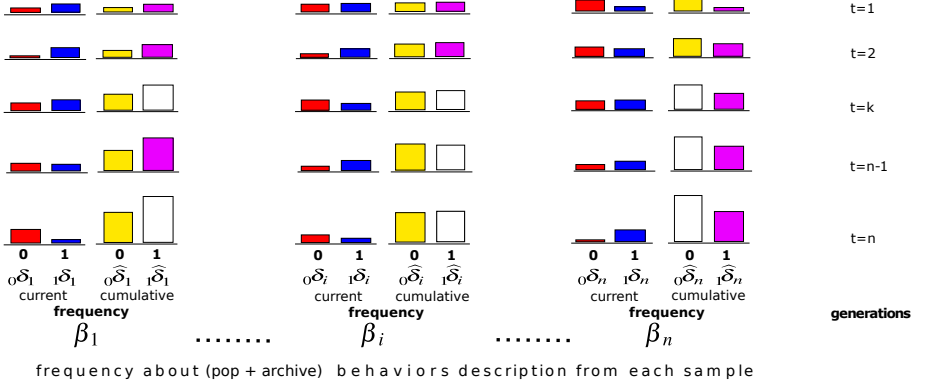 t=1
t=2
t=k
t=n-1
t=n
0 1 0 1 0 1 0 1 0 1 0 1
₀δ₁ ₁δ₁ ₀δ̂₁ ₁δ̂₁ ₀δᵢ ₁δᵢ ₀δ̂ᵢ ₁δ̂ᵢ ₀δₙ ₁δₙ ₀δ̂ₙ ₁δ̂ₙ
current cumulative current cumulative current cumulative
frequency frequency frequency generations
β₁ ........ βᵢ ........ βₙ
frequency about (pop + archive) behaviors description from each sample